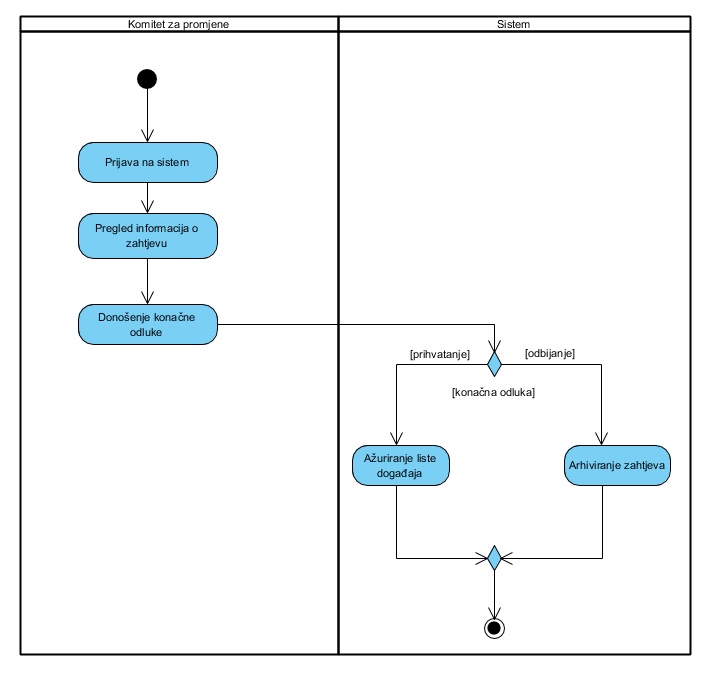 Komitet za promjene
Sistem
Prijava na sistem
Pregled informacija o
zahtjevu
Donošenje konačne
odluke
[prihvatanje]
[odbijanje]
[konačna odluka]
Ažuriranje liste
događaja
Arhiviranje zahtjeva